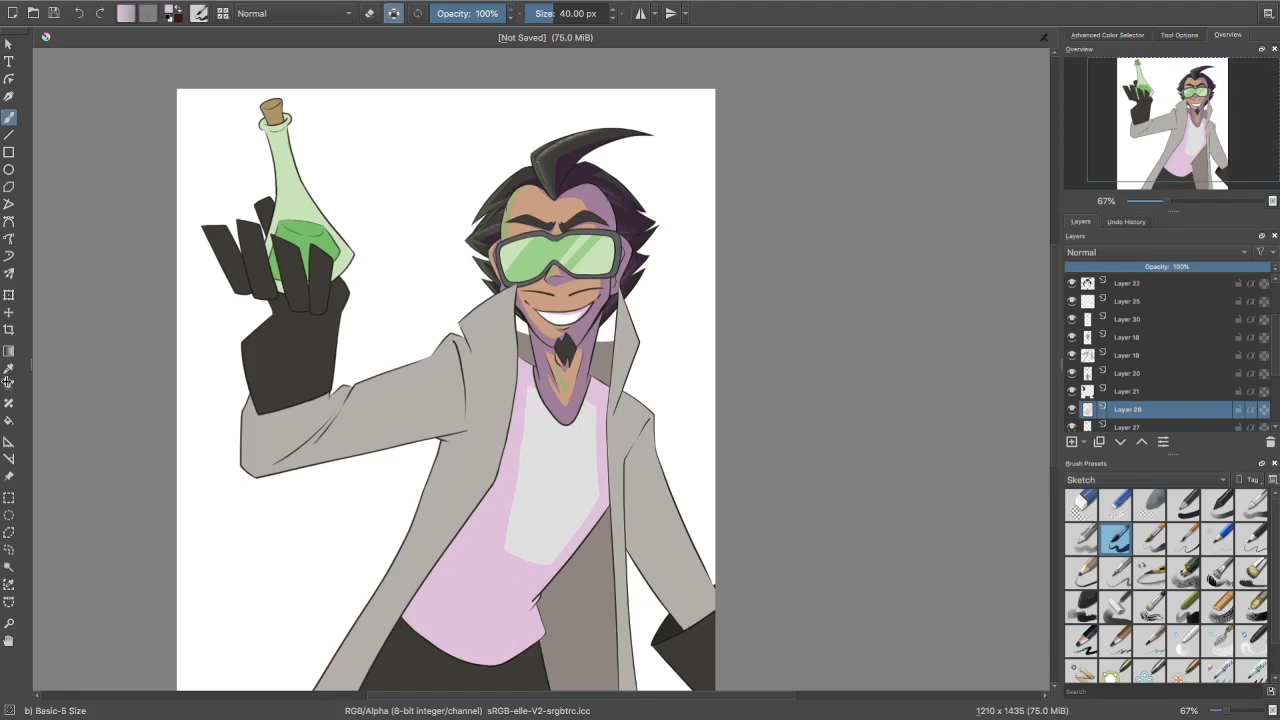 Normal
Opacity: 100%
Size: 40.00 px
[Not Saved] (75.0 MiB)
Advanced Color Selector
Tool Options
Overview
Overview
67%
Layers
Undo History
Layers
Normal
Opacity: 100%
Layer 22
Layer 25
Layer 30
Layer 18
Layer 19
Layer 20
Layer 21
Layer 28
Layer 27
Brush Presets
Sketch
Tag
Search
b) Basic-5 Size
RGB/Alpha (8-bit integer/channel) sRGB-elle-V2-srgbtrc.icc
1210 x 1435 (75.0 MiB)
67%